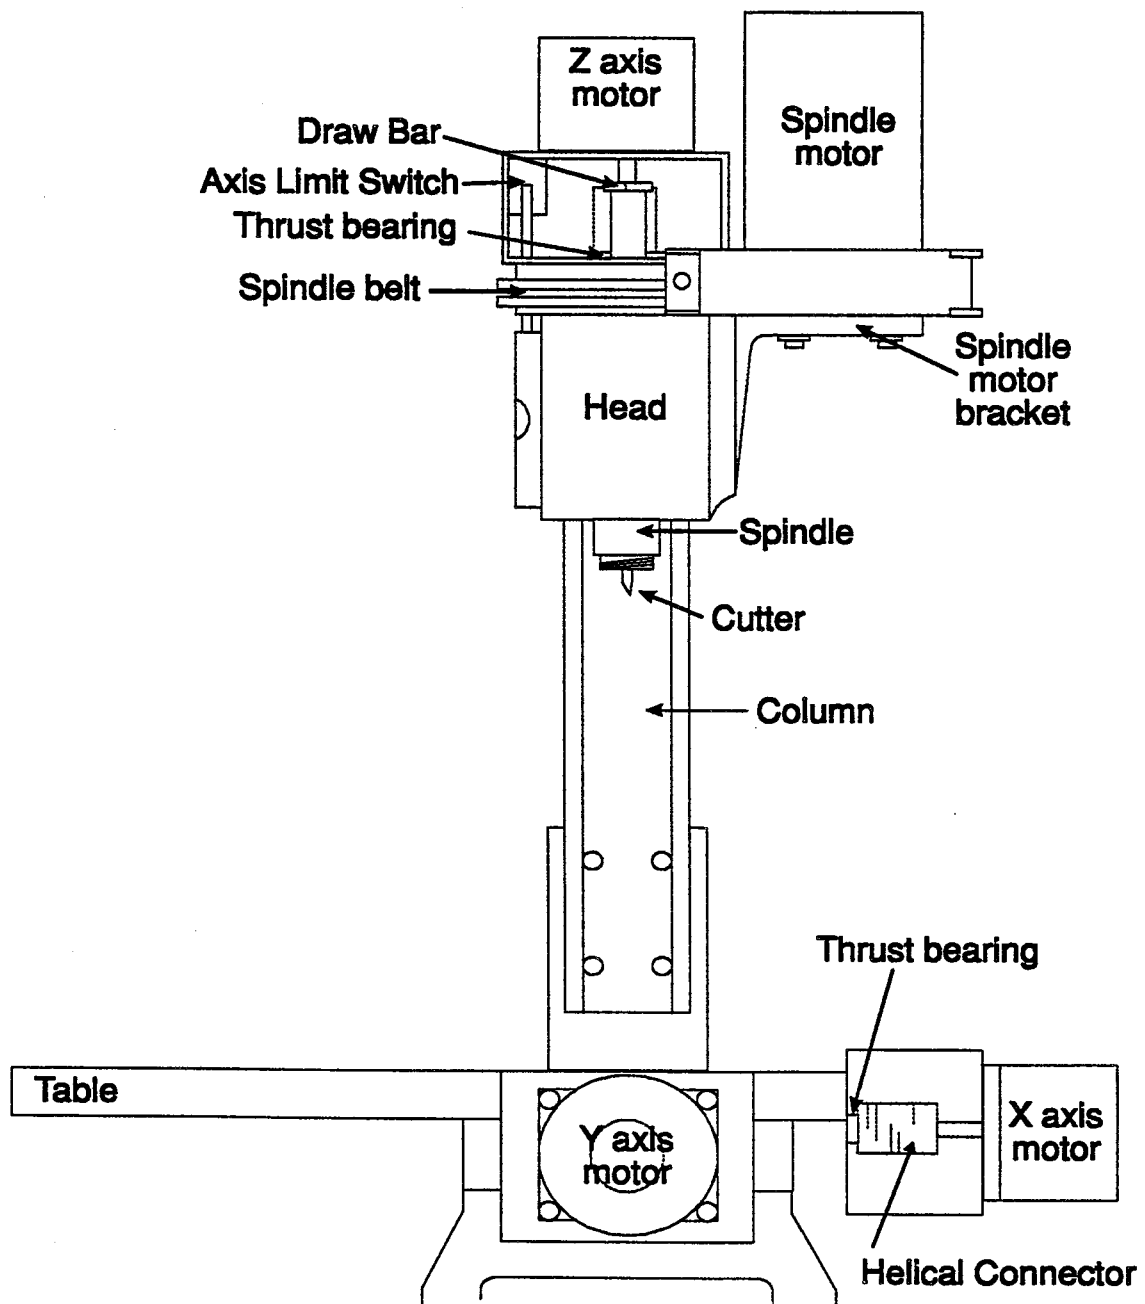 Z axis
motor
Spindle
motor
Draw Bar
Axis Limit Switch
Thrust bearing
Spindle belt
Spindle
motor
bracket
Head
Spindle
Cutter
Column
Thrust bearing
Table
Y axis
motor
X axis
motor
Helical Connector